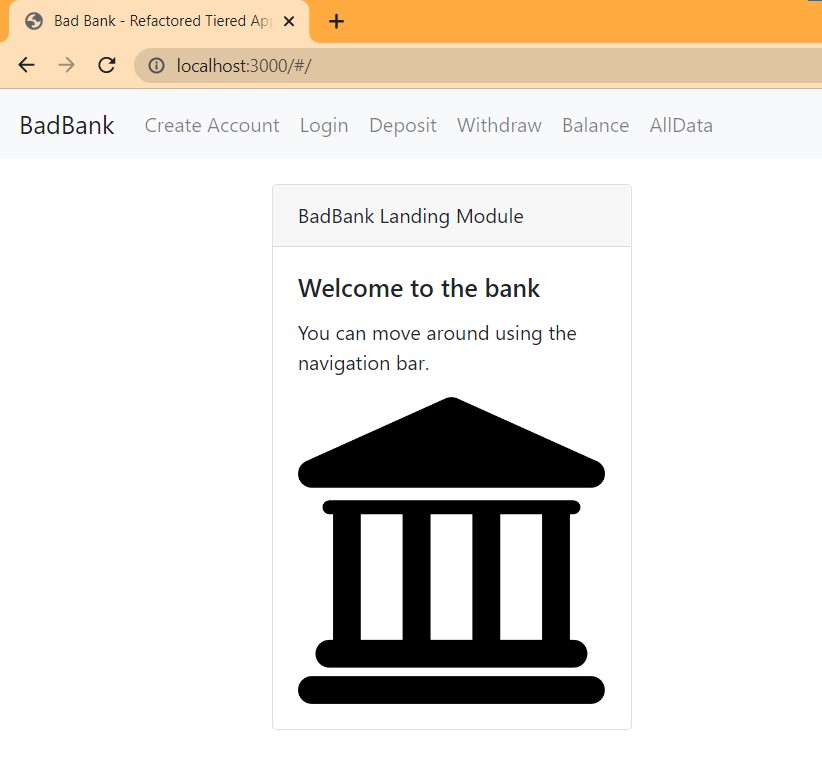 Bad Bank - Refactored Tiered Ap
localhost:3000/#/
BadBank Create Account Login Deposit Withdraw Balance AllData
BadBank Landing Module
Welcome to the bank
You can move around using the
navigation bar.